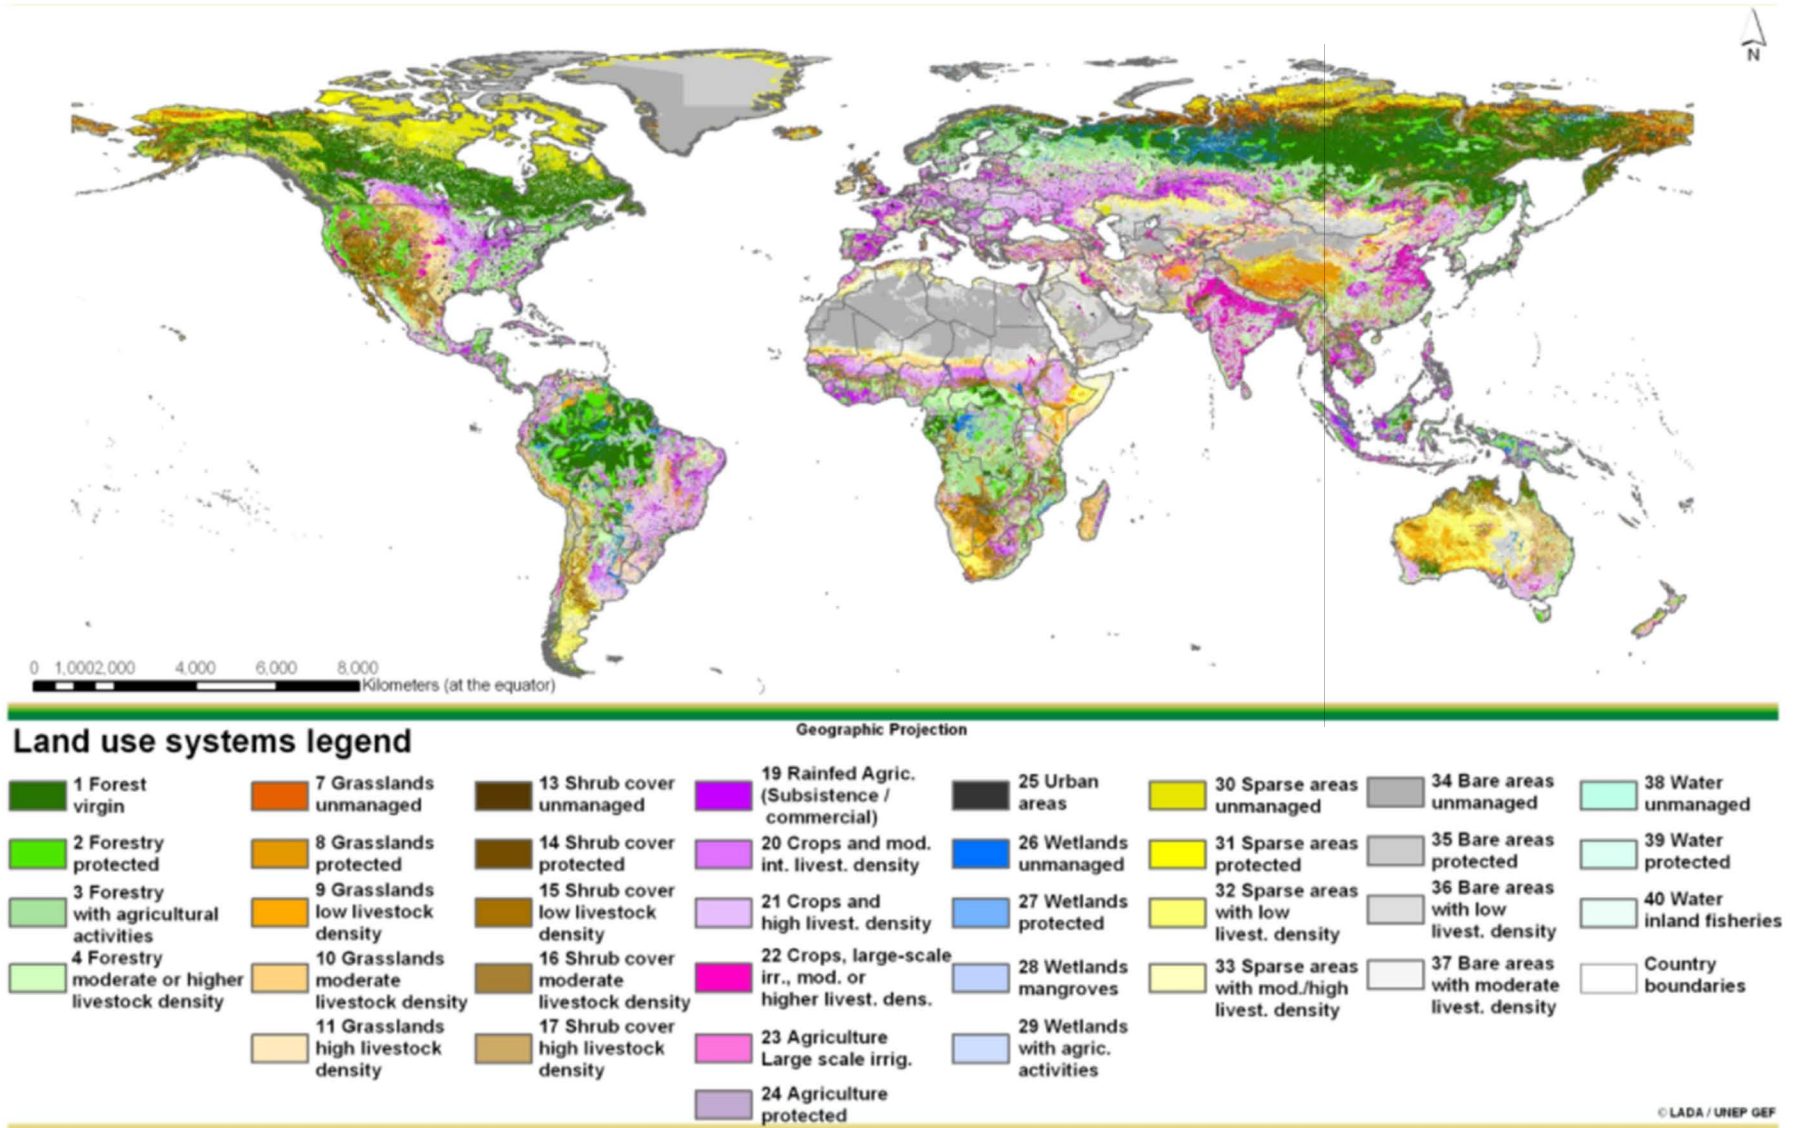 N
0 1,0002,000 4,000 6,000 8,000
Kilometers (at the equator)
Geographic Projection
Land use systems legend
1 Forest
virgin
2 Forestry
protected
3 Forestry
with agricultural
activities
4 Forestry
moderate or higher
livestock density
7 Grasslands
unmanaged
8 Grasslands
protected
9 Grasslands
low livestock
density
10 Grasslands
moderate
livestock density
11 Grasslands
high livestock
density
13 Shrub cover
unmanaged
14 Shrub cover
protected
15 Shrub cover
low livestock
density
16 Shrub cover
moderate
livestock density
17 Shrub cover
high livestock
density
19 Rainfed Agric.
(Subsistence /
commercial)
20 Crops and mod.
int. livest. density
21 Crops and
high livest. density
22 Crops, large-scale
irr., mod. or
higher livest. dens.
23 Agriculture
Large scale irrig.
24 Agriculture
protected
25 Urban
areas
26 Wetlands
unmanaged
27 Wetlands
protected
28 Wetlands
mangroves
29 Wetlands
with agric.
activities
30 Sparse areas
unmanaged
31 Sparse areas
protected
32 Sparse areas
with low
livest. density
33 Sparse areas
with mod./high
livest. density
34 Bare areas
unmanaged
35 Bare areas
protected
36 Bare areas
with low
livest. density
37 Bare areas
with moderate
livest. density
38 Water
unmanaged
39 Water
protected
40 Water
inland fisheries
Country
boundaries
© LADA / UNEP GEF